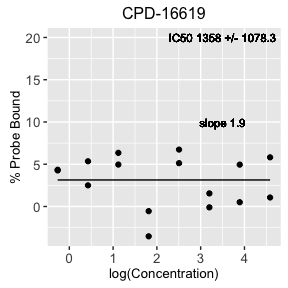 CPD-16619
IC50 1358 +/- 1078.3
slope 1.9
% Probe Bound
20
15
10
5
0
0 1 2 3 4
log(Concentration)